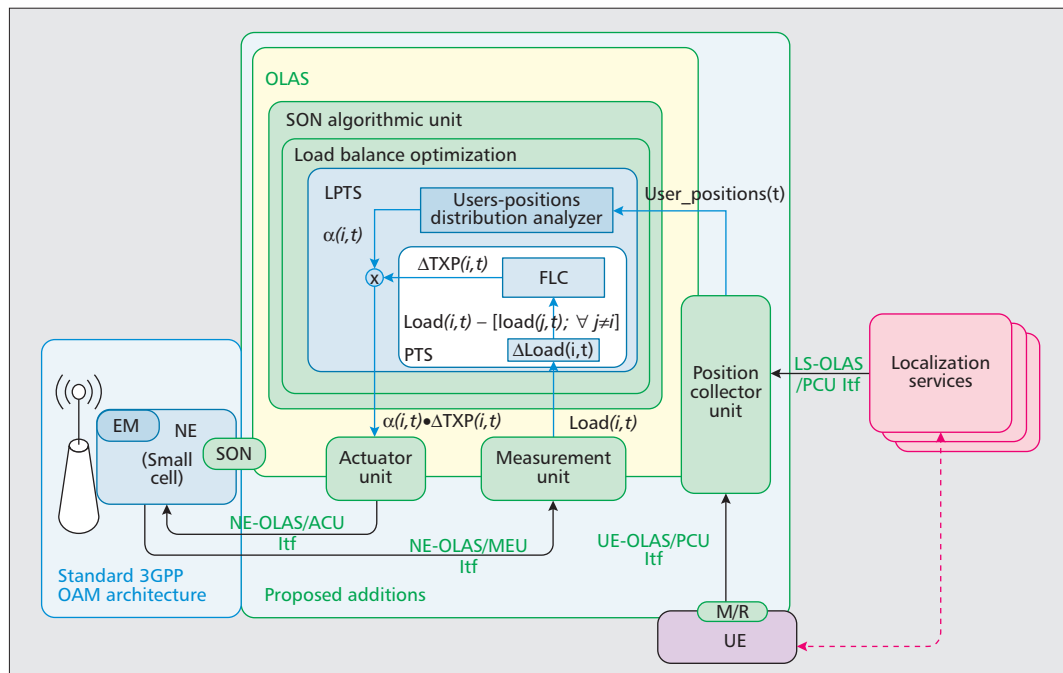 OLAS
SON algorithmic unit
Load balance optimization
LPTS
Users-positions
distribution analyzer
User_positions(t)
α(i,t)
x
ΔTXP(i,t)
FLC
Load(i,t) – [load(j,t); ∀ j≠i]
PTS
ΔLoad(i,t)
Position
collector
unit
LS-OLAS
/PCU Itf
Localization
services
EM
NE
(Small
cell)
SON
α(i,t)•ΔTXP(i,t)
Load(i,t)
Actuator
unit
Measurement
unit
NE-OLAS/ACU
Itf
NE-OLAS/MEU
Itf
UE-OLAS/PCU
Itf
Standard 3GPP
OAM architecture
Proposed additions
M/R
UE